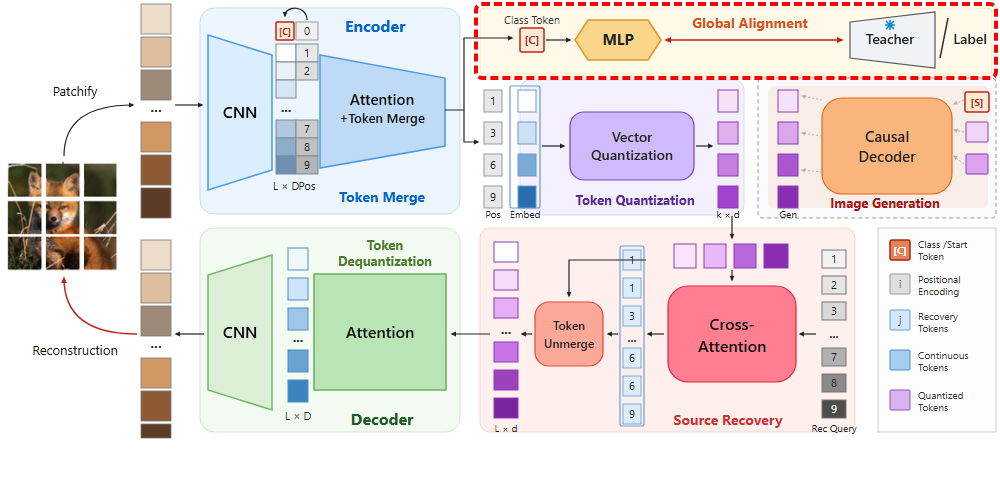 Patchify
...
Reconstruction
...
Encoder
CNN
[C] 0
1
2
...
7
8
9
L × D Pos
Attention
+Token Merge
Token Merge
Class Token
[C]
MLP
Global Alignment
Teacher
Label
1
3
6
9
Pos
Embed
Vector
Quantization
Token Quantization
k × d
Gen
Causal
Decoder
[S]
Image Generation
CNN
Token
Dequantization
Attention
L × D
Decoder
...
L × d
Token
Unmerge
1
1
3
...
6
6
9
Cross-
Attention
Source Recovery
1
2
3
...
7
8
9
Rec Query
[C]
Class /Start
Token
i
Positional
Encoding
j
Recovery
Tokens
Continuous
Tokens
Quantized
Tokens